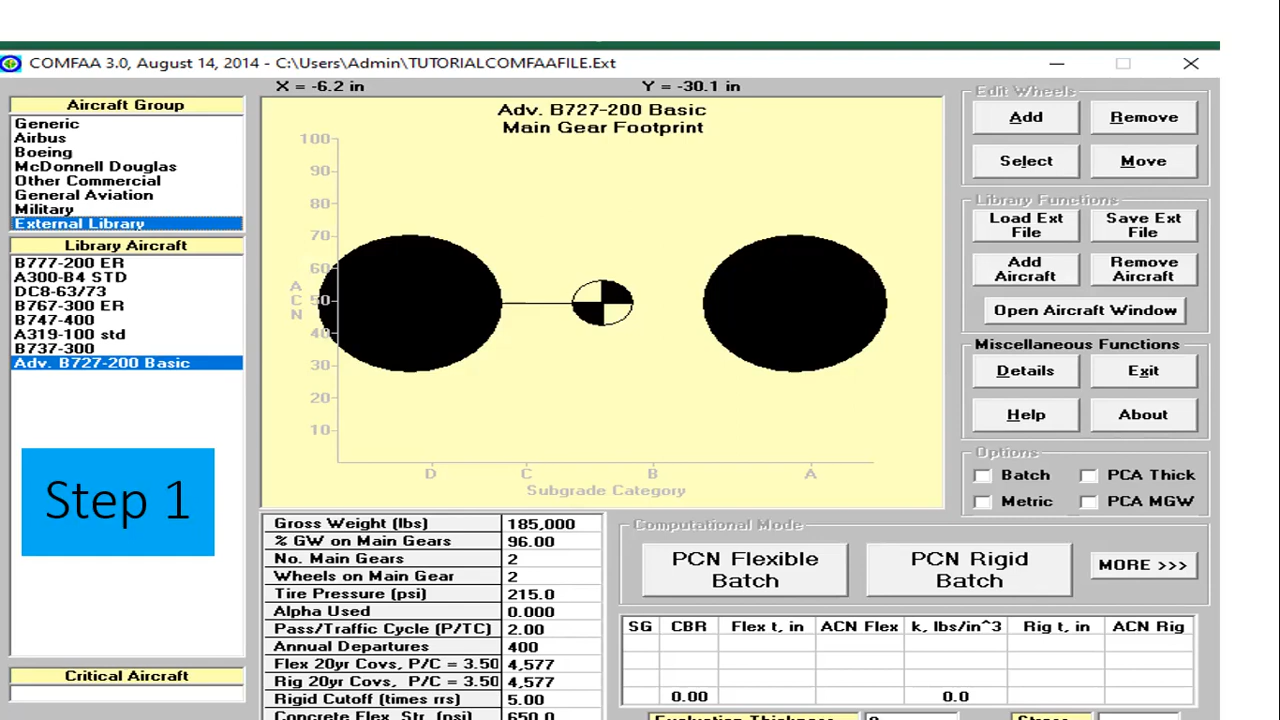 COMFAA 3.0, August 14, 2014 - C:\Users\Admin\TUTORIALCOMFAAFILE.Ext
X = -6.2 in
Y = -30.1 in
Aircraft Group
Generic
Airbus
Boeing
McDonnell Douglas
Other Commercial
General Aviation
Military
External Library
Library Aircraft
B777-200 ER
A300-B4 STD
DC8-63/73
B767-300 ER
B747-400
A319-100 std
B737-300
Adv. B727-200 Basic
Step 1
Critical Aircraft
Adv. B727-200 Basic
Main Gear Footprint
100
90
80
70
60
50
40
30
20
10
ACN
D C B A
Subgrade Category
Gross Weight (lbs) 185,000
% GW on Main Gears 96.00
No. Main Gears 2
Wheels on Main Gear 2
Tire Pressure (psi) 215.0
Alpha Used 0.000
Pass/Traffic Cycle (P/TC) 2.00
Annual Departures 400
Flex 20yr Covs, P/C = 3.50 4,577
Rig 20yr Covs, P/C = 3.50 4,577
Rigid Cutoff (times rrs) 5.00
Concrete Flex. Str. (psi) 650.0
Edit Wheels
Add Remove
Select Move
Library Functions
Load Ext File
Save Ext File
Add Aircraft
Remove Aircraft
Open Aircraft Window
Miscellaneous Functions
Details Exit
Help About
Options
Batch PCA Thick
Metric PCA MGW
Computational Mode
PCN Flexible Batch
PCN Rigid Batch
MORE >>>
SG CBR Flex t, in ACN Flex k, lbs/in^3 Rig t, in ACN Rig
0.00 0.0
Evaluation Thickness
Stress